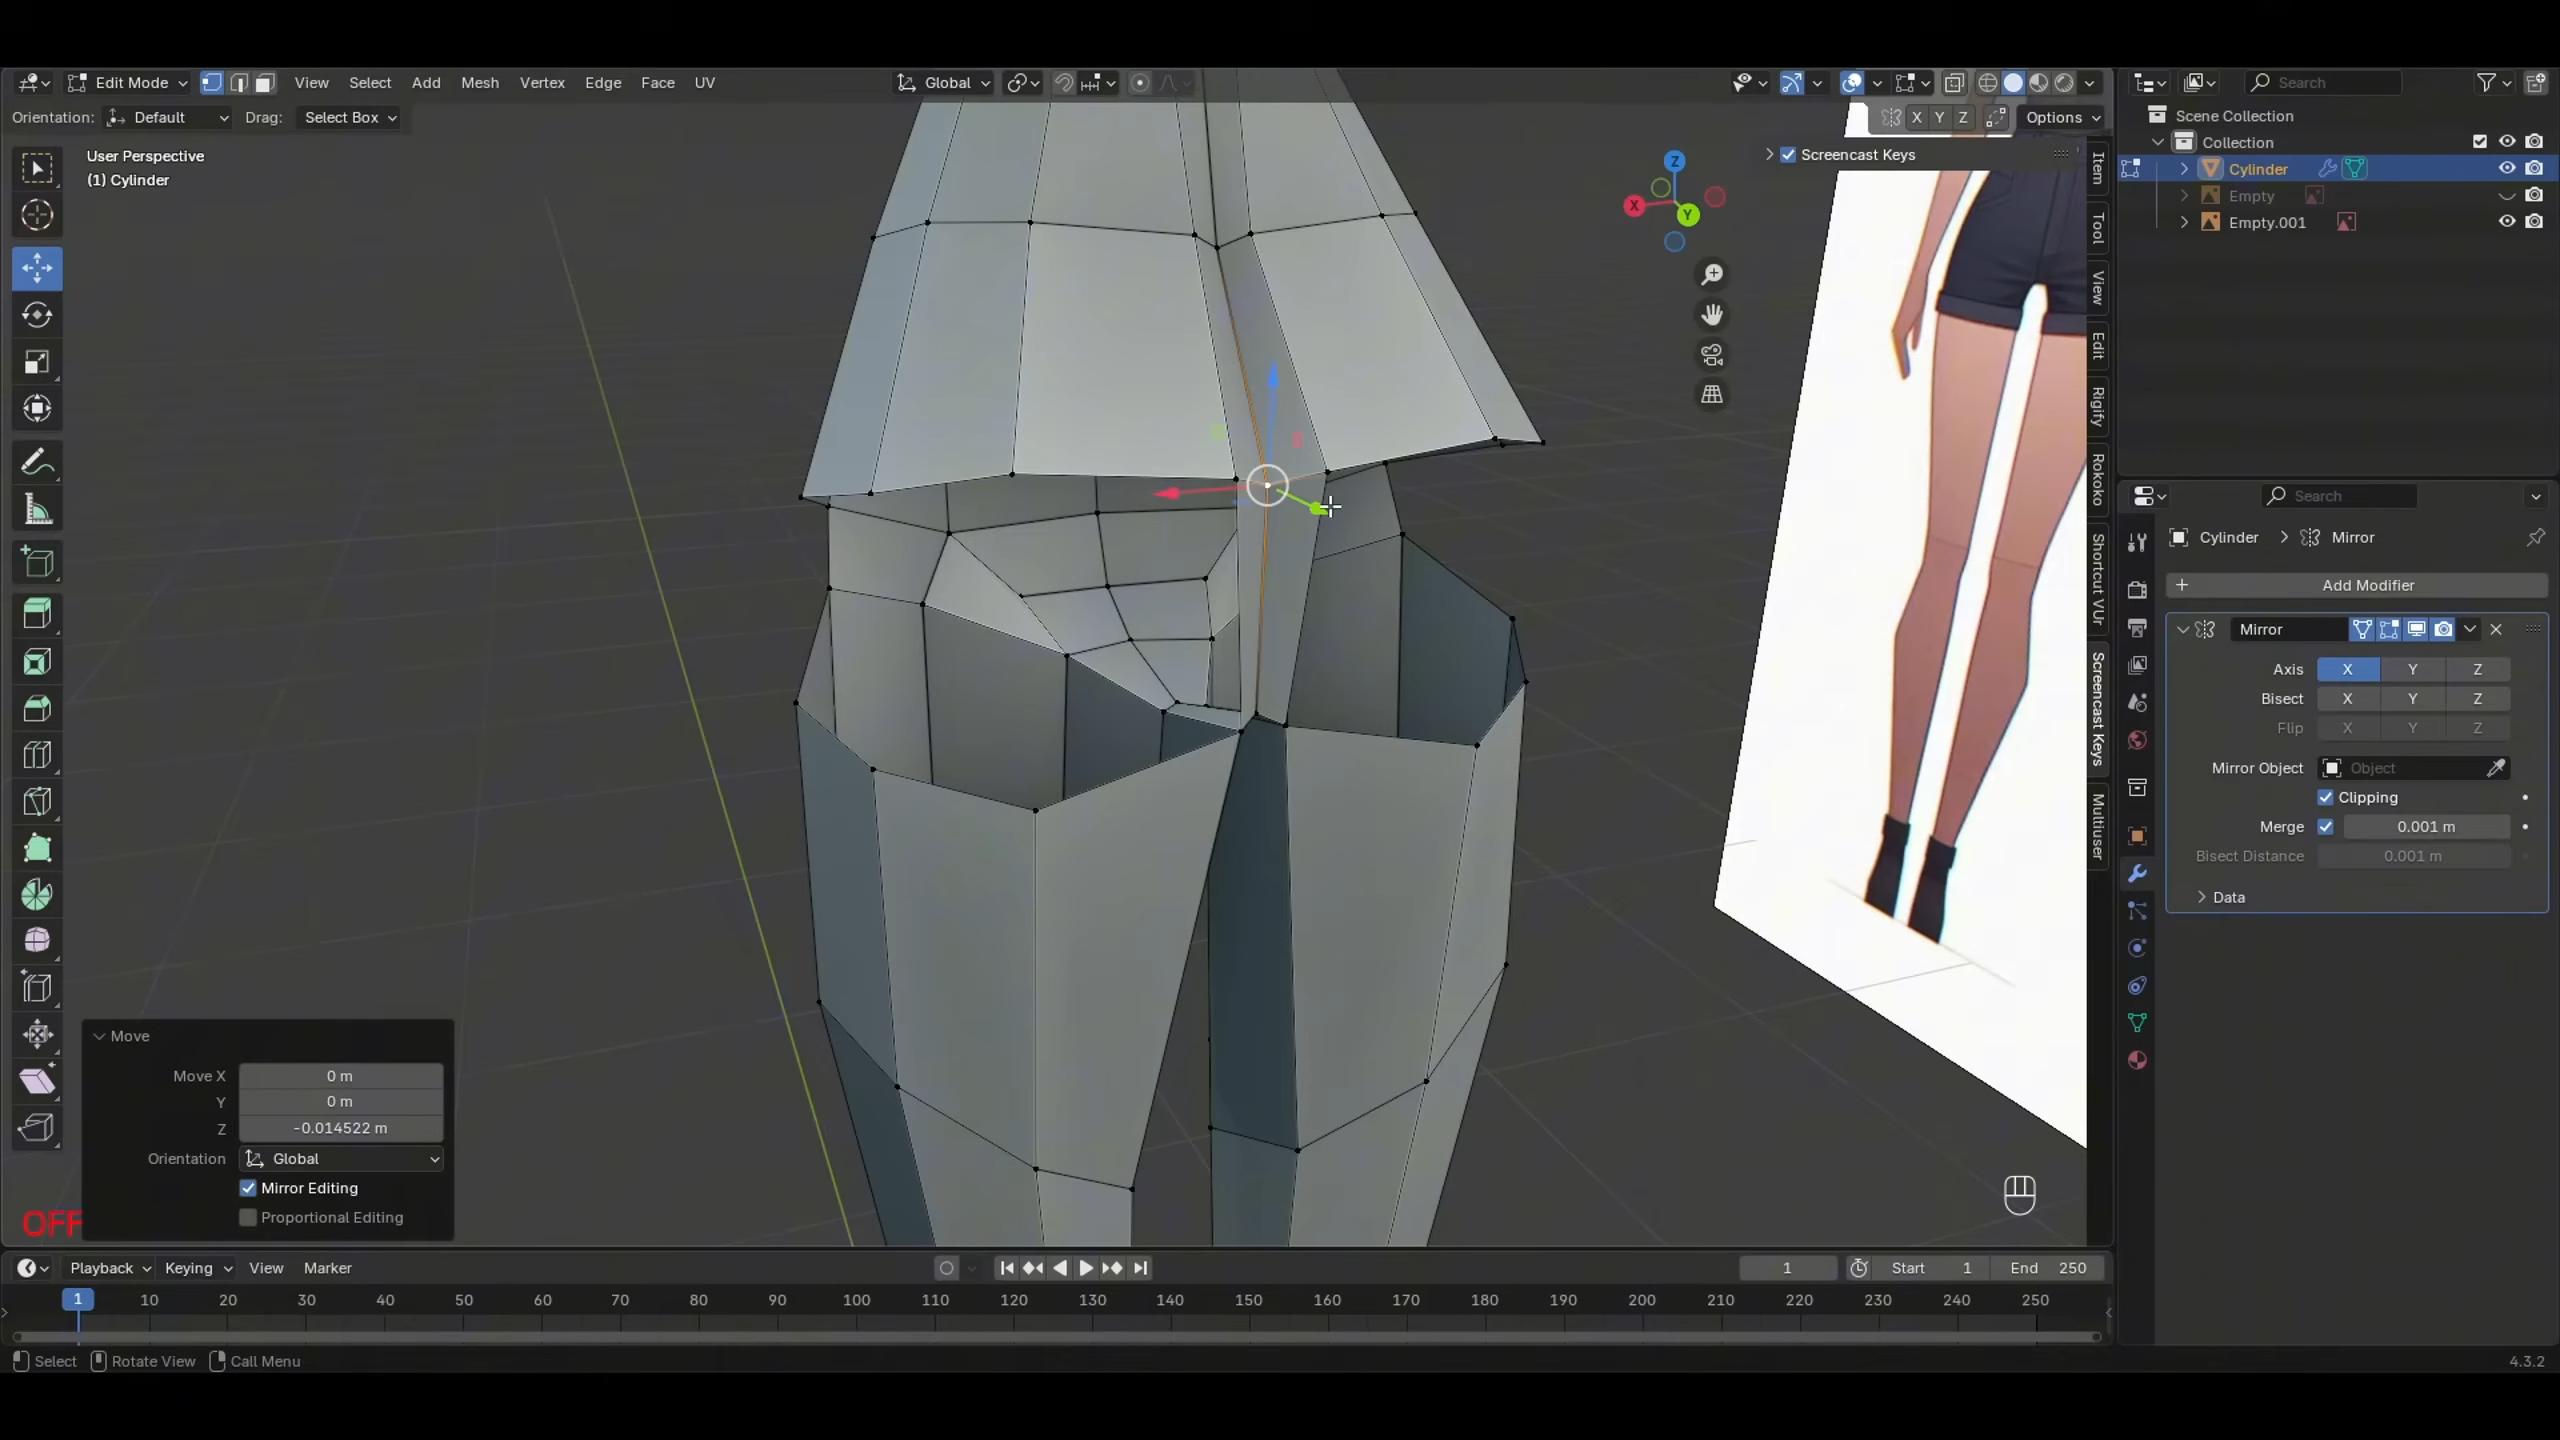 Edit Mode View Select Add Mesh Vertex Edge Face UV Global
Orientation: Default Drag: Select Box
X Y Z Options
User Perspective
(1) Cylinder
Screencast Keys
Z
X
Y
Item
Tool
View
Edit
Rigify
Rokoko
Shortcut VUr
Screencast Keys
Multiuser
Search
Scene Collection
Collection
Cylinder
Empty
Empty.001
Search
Cylinder > Mirror
+ Add Modifier
Mirror
Axis X Y Z
Bisect X Y Z
Flip X Y Z
Mirror Object Object
Clipping
Merge 0.001 m
Bisect Distance 0.001 m
Data
Move
Move X 0 m
Y 0 m
Z -0.014522 m
Orientation Global
Mirror Editing
Proportional Editing
OFF
Playback Keying View Marker
1 Start 1 End 250
1 10 20 30 40 50 60 70 80 90 100 110 120 130 140 150 160 170 180 190 200 210 220 230 240 250
Select Rotate View Call Menu 4.3.2